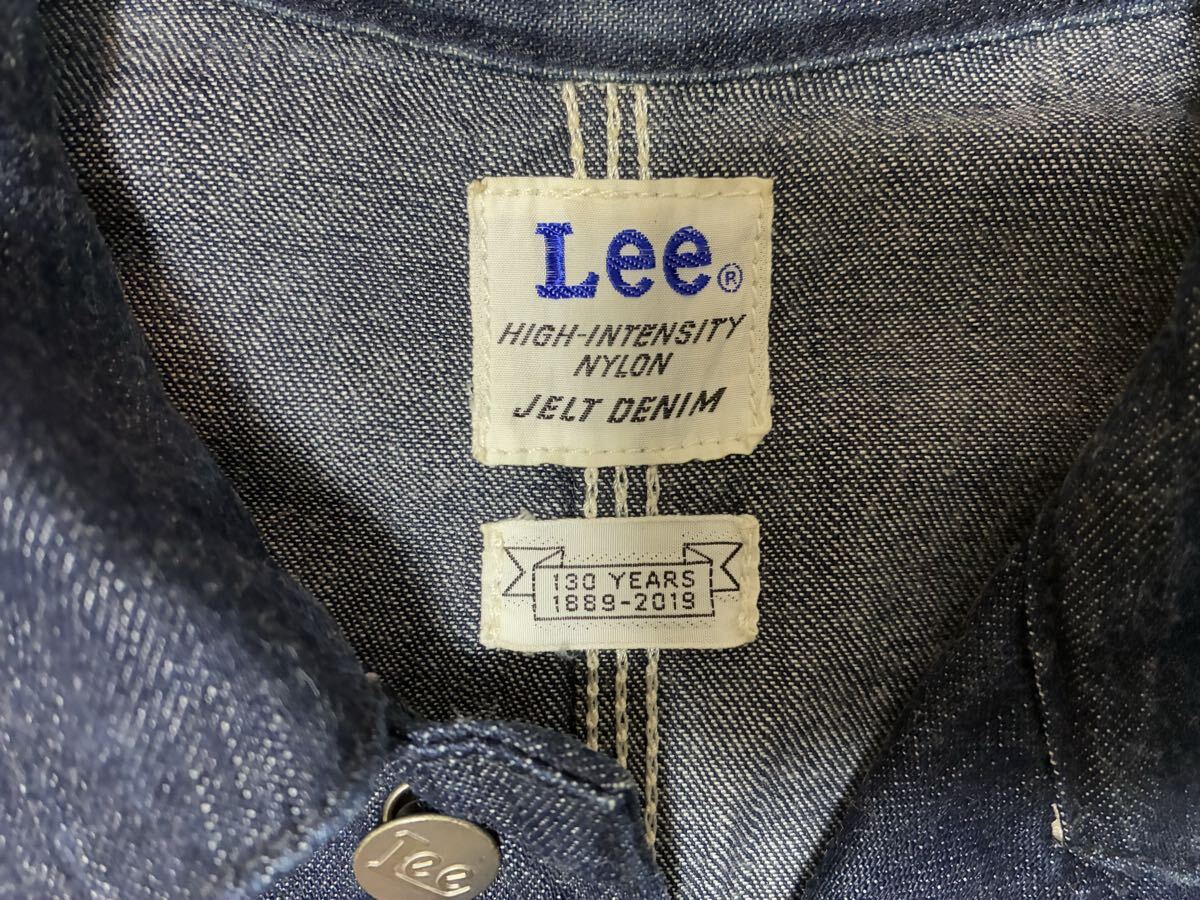 Lee®
HIGH-INTENSITY
NYLON
JELT DENIM
130 YEARS
1889-2019
Lee